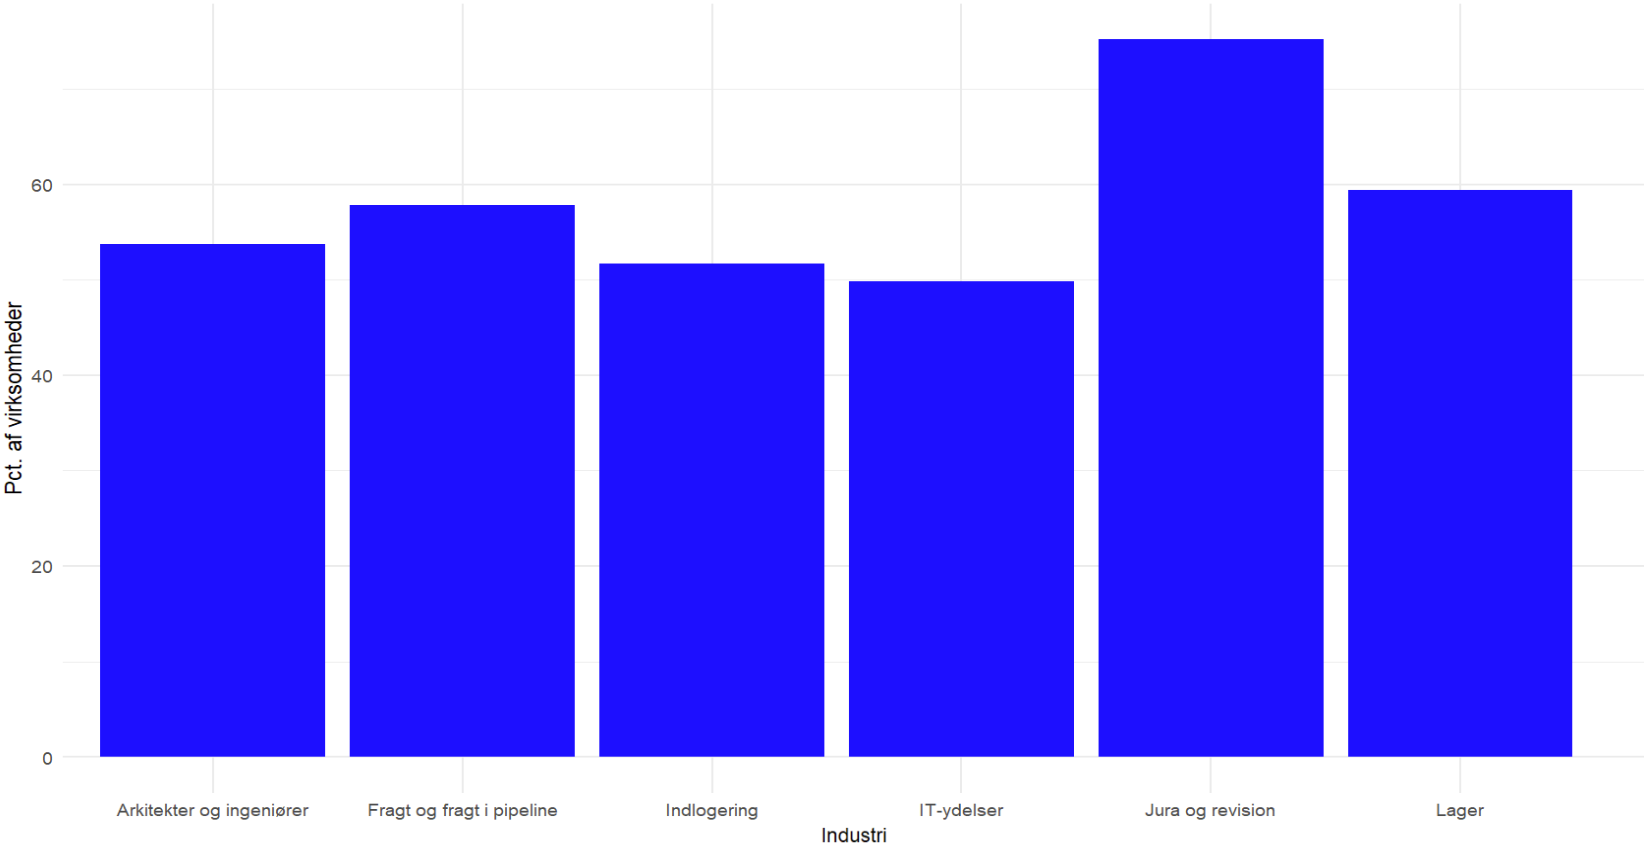 60
40
20
0
Pct. af virksomheder
Arkitekter og ingeniører
Fragt og fragt i pipeline
Indlogering
IT-ydelser
Jura og revision
Lager
Industri